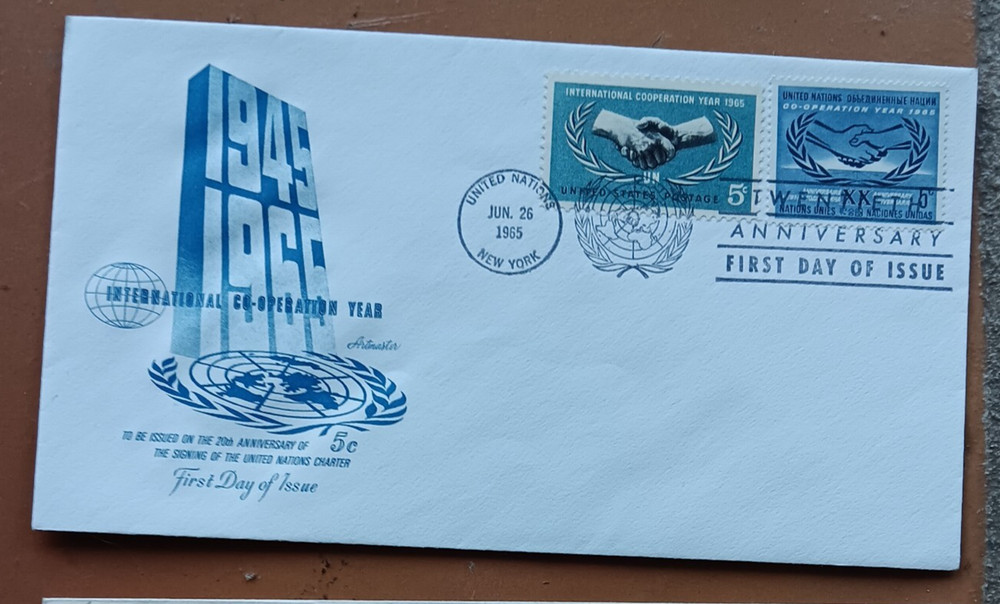 1945
1965
INTERNATIONAL CO-OPERATION YEAR
Artmaster
TO BE ISSUED ON THE 20th ANNIVERSARY OF
THE SIGNING OF THE UNITED NATIONS CHARTER
5c
First Day of Issue
UNITED NATIONS
JUN. 26
1965
NEW YORK
INTERNATIONAL COOPERATION YEAR 1965
UN
UNITED STATES POSTAGE 5c
UNITED NATIONS ОБЪЕДИНЕННЫЕ НАЦИИ
CO-OPERATION YEAR 1965
XX 5c
NATIONS UNIES NACIONES UNIDAS
TWENTIETH
ANNIVERSARY
FIRST DAY OF ISSUE